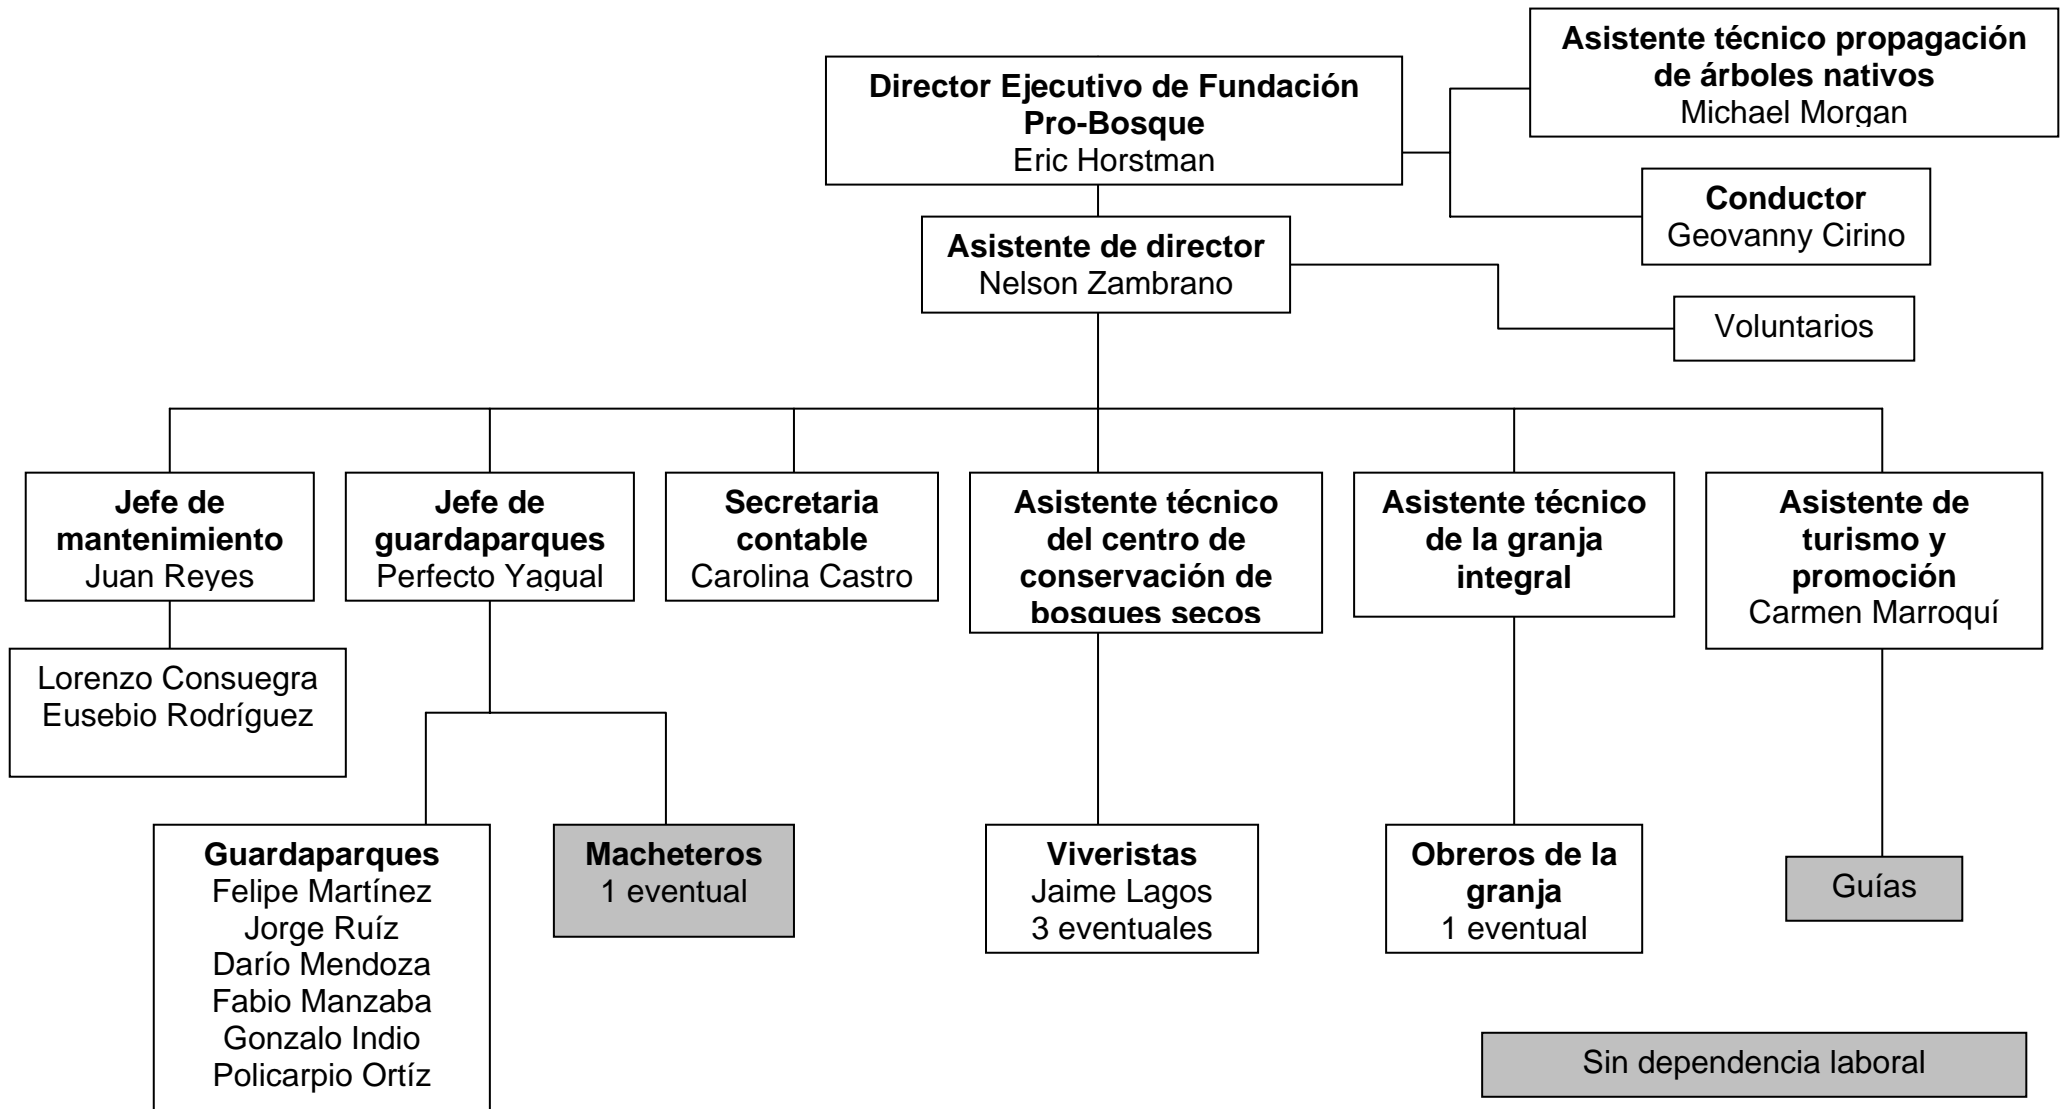 Asistente técnico propagación
de árboles nativos
Michael Morgan
Director Ejecutivo de Fundación
Pro-Bosque
Eric Horstman
Conductor
Geovanny Cirino
Asistente de director
Nelson Zambrano
Voluntarios
Jefe de
mantenimiento
Juan Reyes
Jefe de
guardaparques
Perfecto Yagual
Secretaria
contable
Carolina Castro
Asistente técnico
del centro de
conservación de
bosques secos
Asistente técnico
de la granja
integral
Asistente de
turismo y
promoción
Carmen Marroquí
Lorenzo Consuegra
Eusebio Rodríguez
Guardaparques
Felipe Martínez
Jorge Ruíz
Darío Mendoza
Fabio Manzaba
Gonzalo Indio
Policarpio Ortíz
Macheteros
1 eventual
Viveristas
Jaime Lagos
3 eventuales
Obreros de la
granja
1 eventual
Guías
Sin dependencia laboral